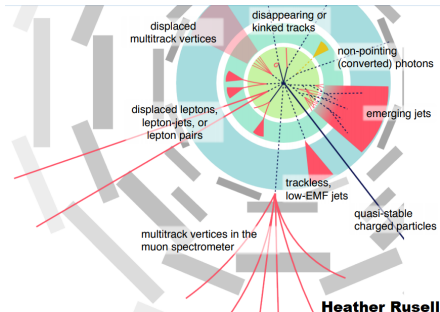 disappearing or
kinked tracks
displaced
multitrack vertices
non-pointing
(converted) photons
displaced leptons,
lepton-jets, or
lepton pairs
emerging jets
trackless,
low-EMF jets
quasi-stable
charged particles
multitrack vertices in the
muon spectrometer
Heather Rusell